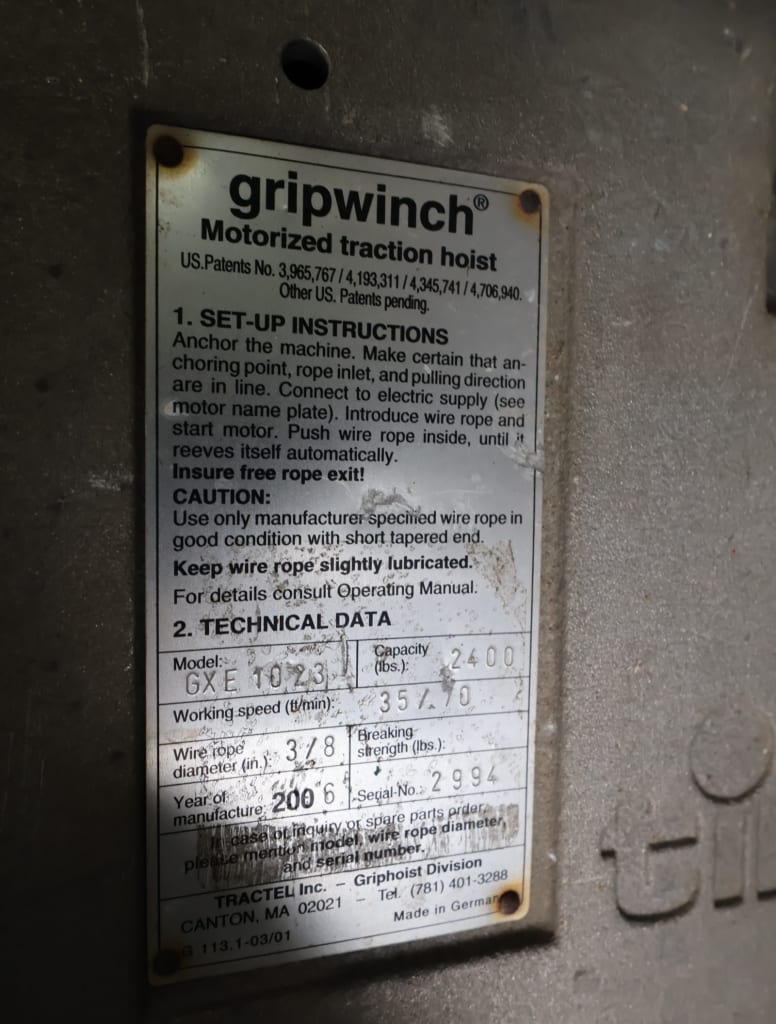 gripwinch®
Motorized traction hoist
US.Patents No. 3,965,767 / 4,193,311 / 4,345,741 / 4,706,940.
Other US. Patents pending.
1. SET-UP INSTRUCTIONS
Anchor the machine. Make certain that an-
choring point, rope inlet, and pulling direction
are in line. Connect to electric supply (see
motor name plate). Introduce wire rope and
start motor. Push wire rope inside, until it
reeves itself automatically.
Insure free rope exit!
CAUTION:
Use only manufacturer specified wire rope in
good condition with short tapered end.
Keep wire rope slightly lubricated.
For details consult Operating Manual.
2. TECHNICAL DATA
Model: GXE 1023 Capacity (lbs.): 2400
Working speed (ft/min): 35/70
Wire rope diameter (in.): 3/8 Breaking strength (lbs.):
Year of manufacture: 2006 Serial-No.: 2994
In case of inquiry or spare parts order,
please mention model, wire rope diameter,
and serial number.
TRACTEL Inc. – Griphoist Division
CANTON, MA 02021 – Tel. (781) 401-3288
Made in German
G 113.1-03/01